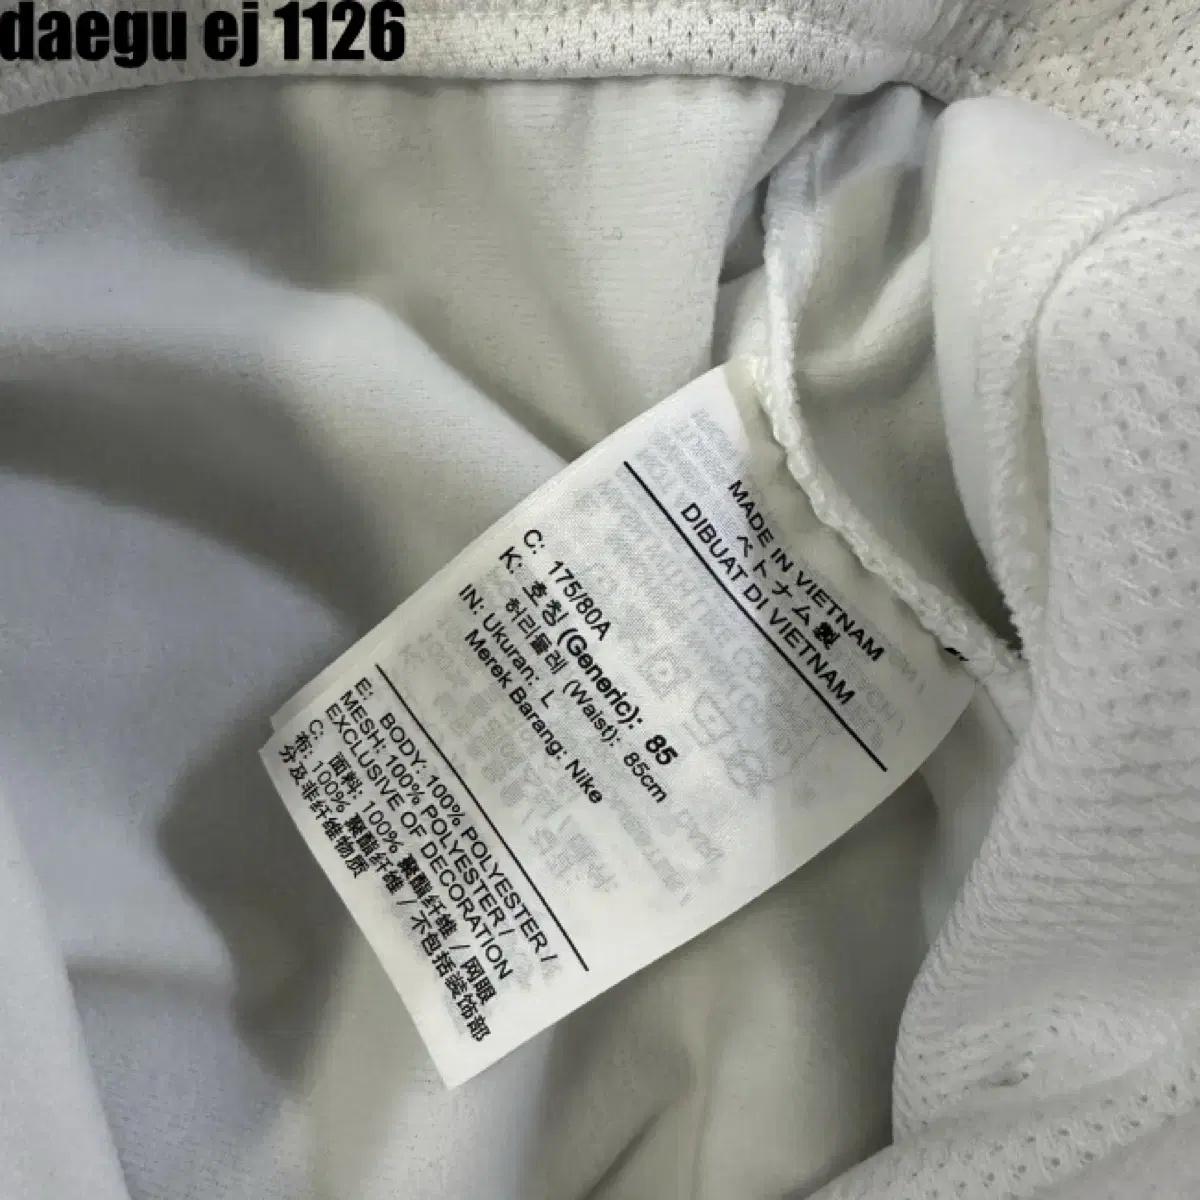 daegu ej 1126
MADE IN VIETNAM
ベトナム製
DIBUAT DI VIETNAM
C: 175/80A
K: 호칭 (Generic): 85
허리둘레 (Waist): 85cm
IN: Ukuran: L
Merek Barang: Nike
E: BODY: 100% POLYESTER /
MESH: 100% POLYESTER /
EXCLUSIVE OF DECORATION
C: 面料: 100% 聚酯纤维 / 网眼
布: 100% 聚酯纤维 / 不包括装饰部
分及非纤维物质